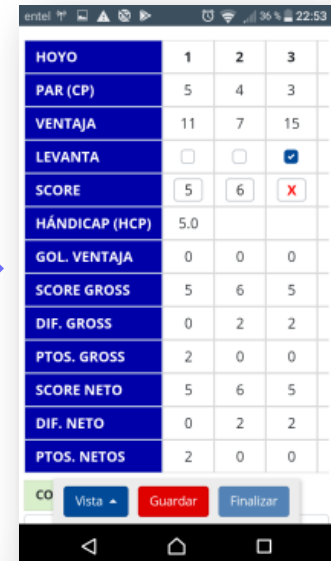 entel 36 % 22:53
HOYO 1 2 3
PAR (CP) 5 4 3
VENTAJA 11 7 15
LEVANTA
SCORE 5 6 X
HÁNDICAP (HCP) 5.0
GOL. VENTAJA 0 0 0
SCORE GROSS 5 6 5
DIF. GROSS 0 2 2
PTOS. GROSS 2 0 0
SCORE NETO 5 6 5
DIF. NETO 0 2 2
PTOS. NETOS 2 0 0
CO
Vista Guardar Finalizar